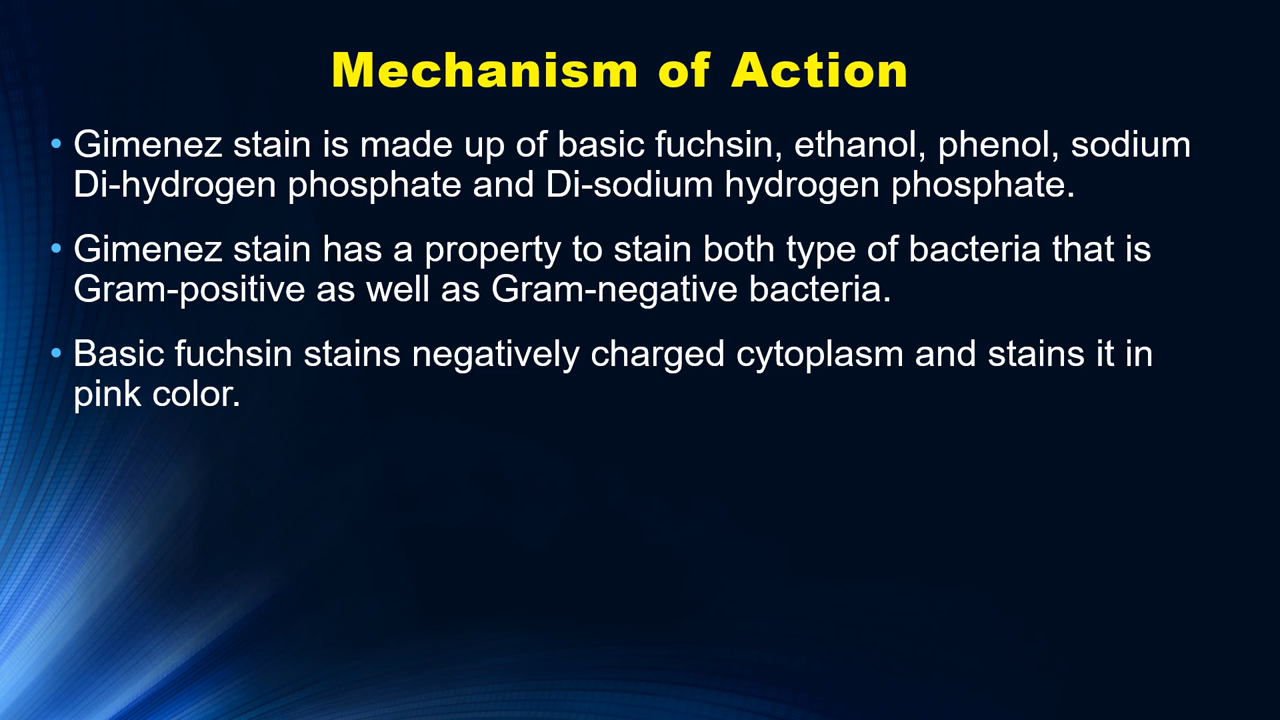 Mechanism of Action
• Gimenez stain is made up of basic fuchsin, ethanol, phenol, sodium
Di-hydrogen phosphate and Di-sodium hydrogen phosphate.
• Gimenez stain has a property to stain both type of bacteria that is
Gram-positive as well as Gram-negative bacteria.
• Basic fuchsin stains negatively charged cytoplasm and stains it in
pink color.